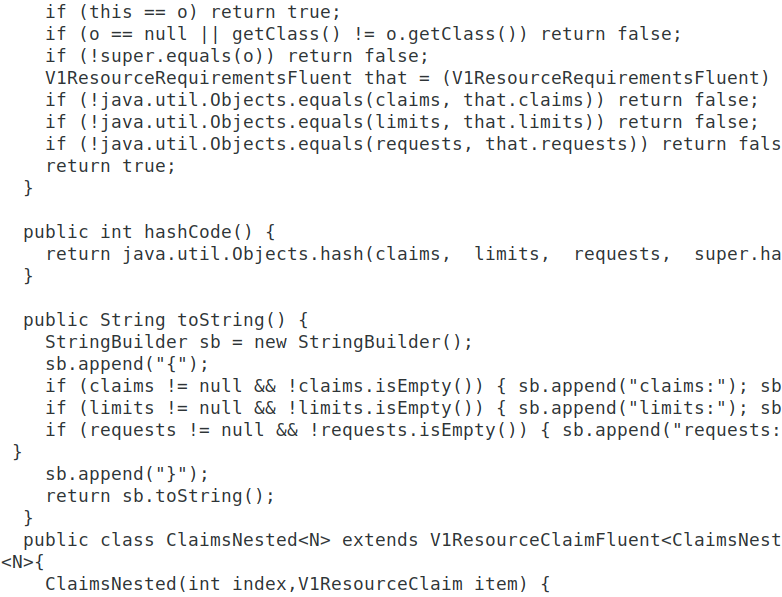 if (this == o) return true;
if (o == null || getClass() != o.getClass()) return false;
if (!super.equals(o)) return false;
V1ResourceRequirementsFluent that = (V1ResourceRequirementsFluent)
if (!java.util.Objects.equals(claims, that.claims)) return false;
if (!java.util.Objects.equals(limits, that.limits)) return false;
if (!java.util.Objects.equals(requests, that.requests)) return fals
return true;
}
public int hashCode() {
return java.util.Objects.hash(claims,  limits,  requests,  super.ha
}
public String toString() {
StringBuilder sb = new StringBuilder();
sb.append("{");
if (claims != null && !claims.isEmpty()) { sb.append("claims:"); sb
if (limits != null && !limits.isEmpty()) { sb.append("limits:"); sb
if (requests != null && !requests.isEmpty()) { sb.append("requests:
}
sb.append("}");
return sb.toString();
}
public class ClaimsNested<N> extends V1ResourceClaimFluent<ClaimsNest
<N>{
ClaimsNested(int index,V1ResourceClaim item) {